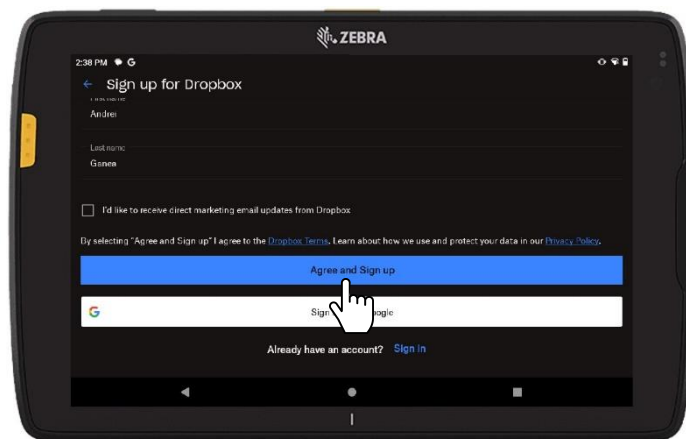 ZEBRA
2:38 PM G
Sign up for Dropbox
First name
Andrei
Last name
Ganea
I'd like to receive direct marketing email updates from Dropbox
By selecting "Agree and Sign up" I agree to the Dropbox Terms. Learn about how we use and protect your data in our Privacy Policy.
Agree and Sign up
G Sign
Already have an account? Sign In